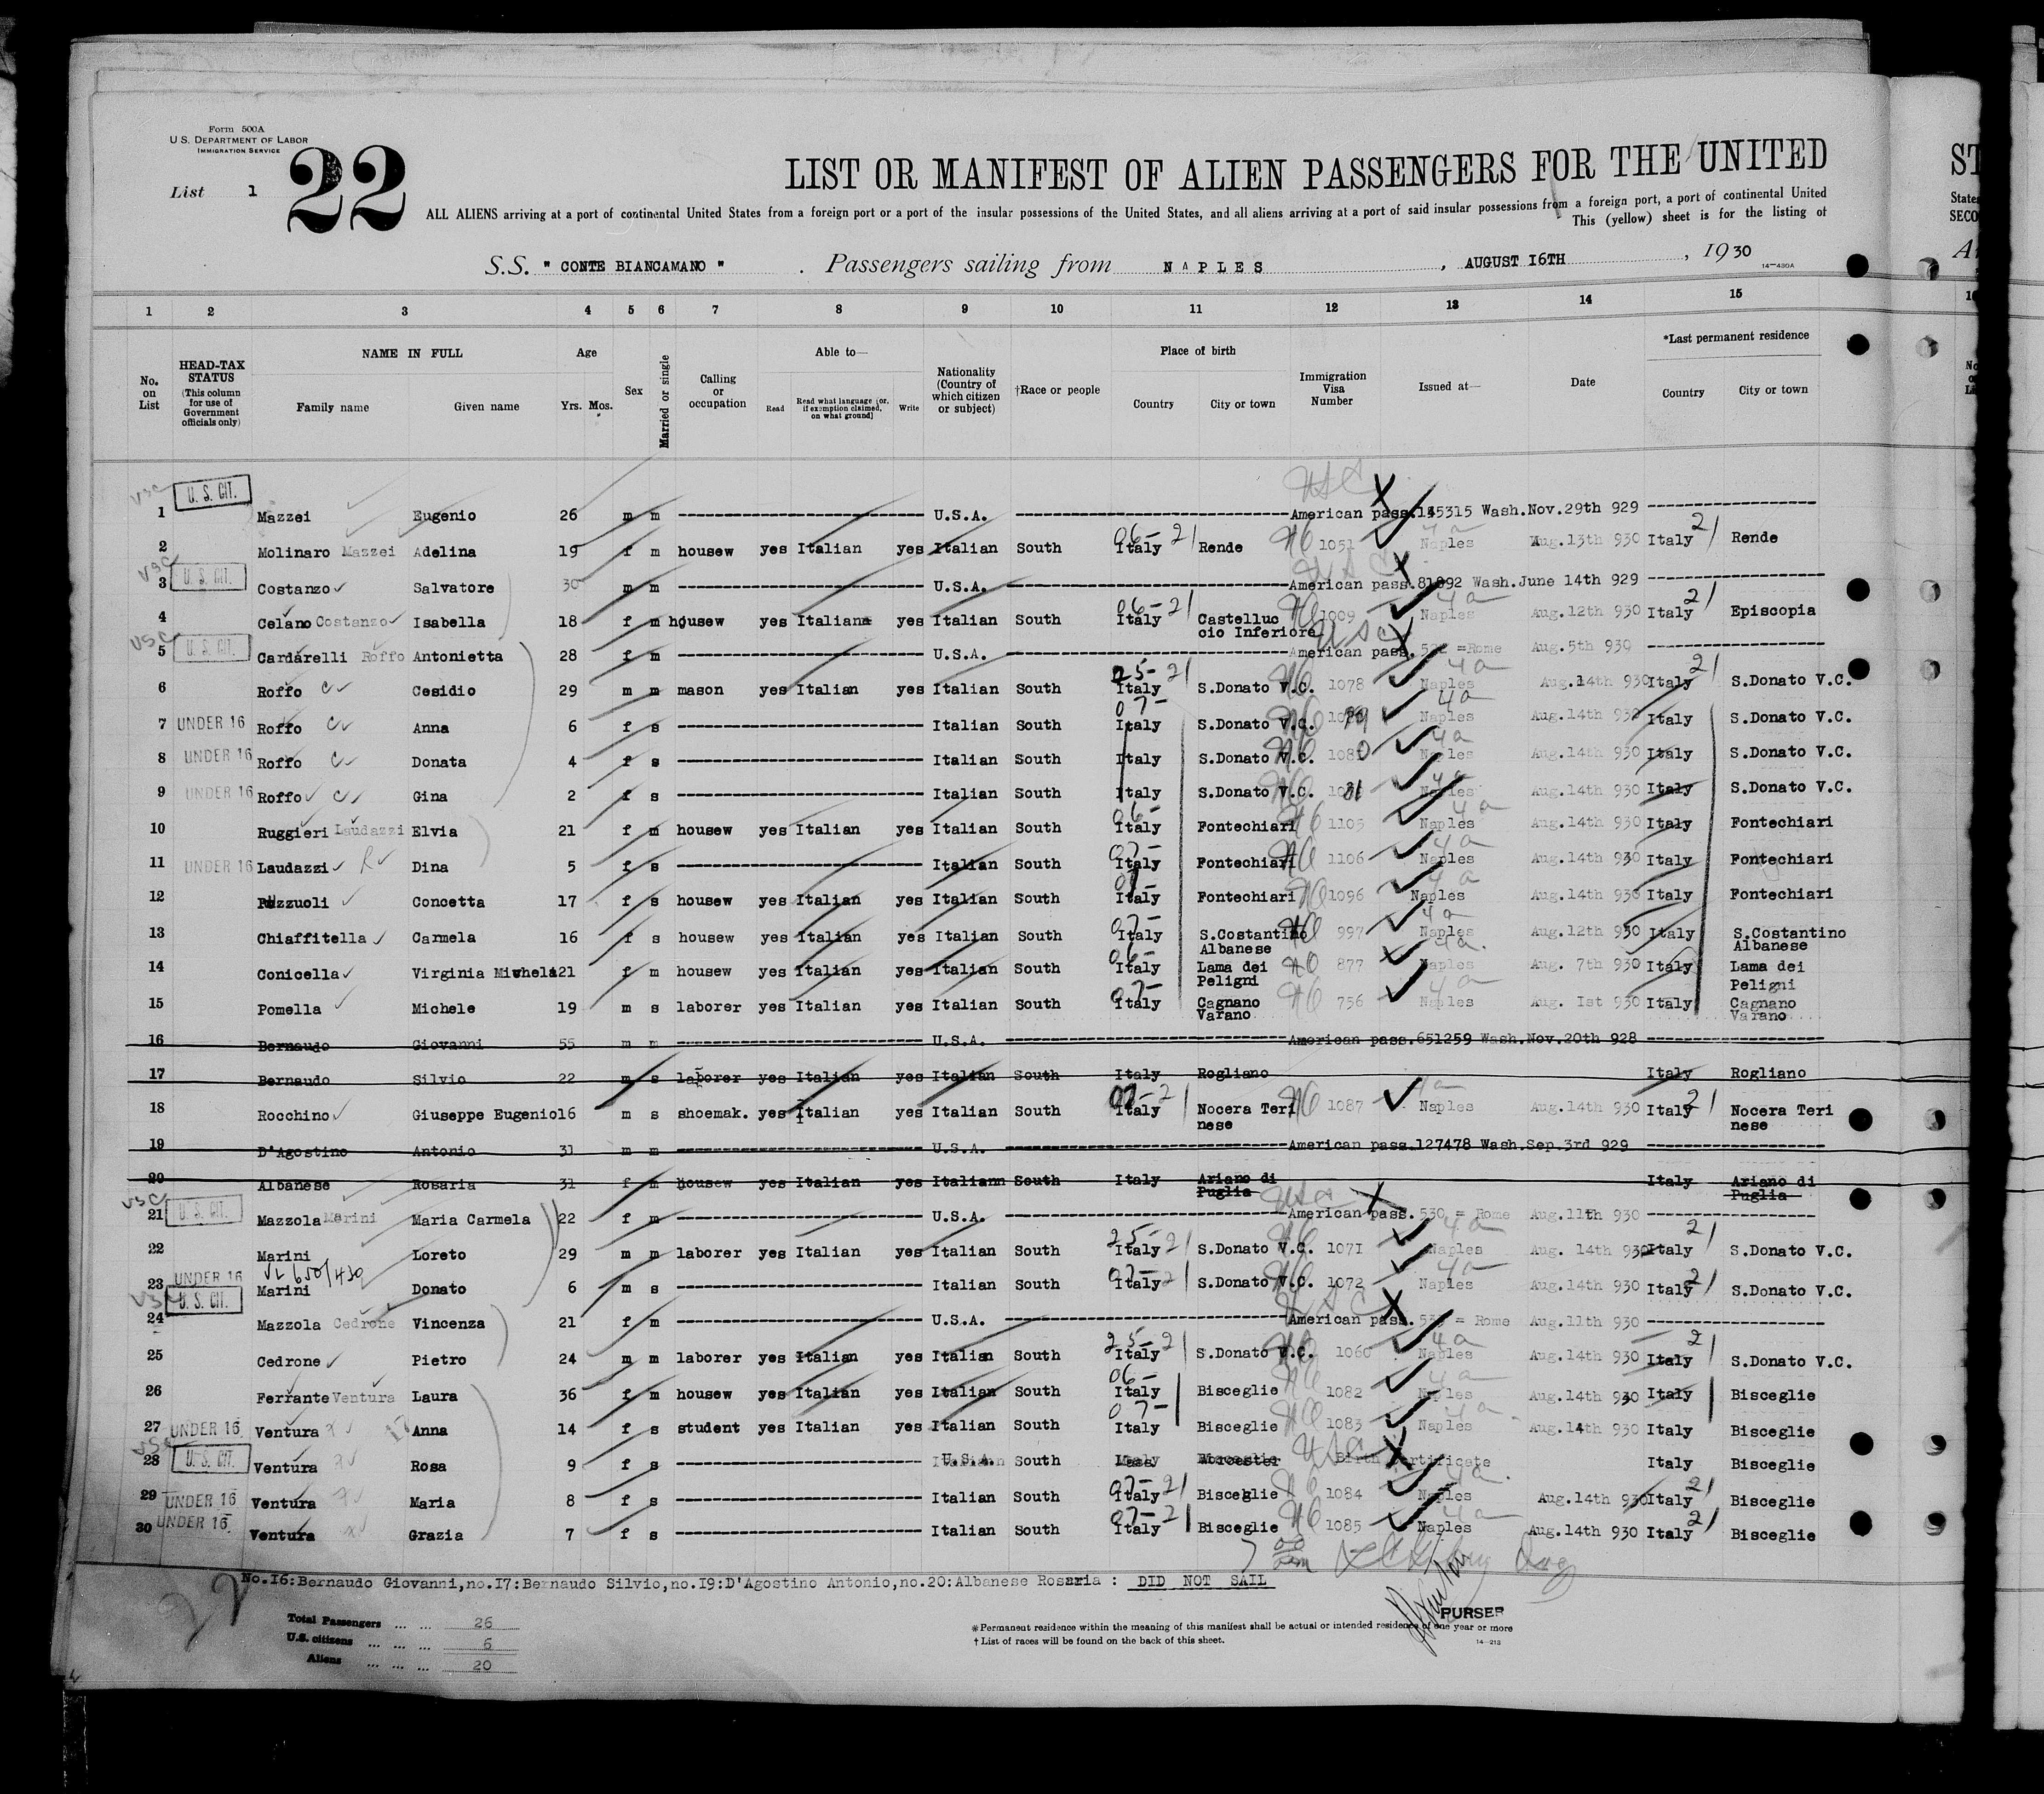 Form 500A
U. S. DEPARTMENT OF LABOR
IMMIGRATION SERVICE
List 1
22
LIST OR MANIFEST OF ALIEN PASSENGERS FOR THE UNITED
ST
ALL ALIENS arriving at a port of continental United States from a foreign port or a port of the insular possessions of the United States, and all aliens arriving at a port of said insular possessions from a foreign port, a port of continental United
States
This (yellow) sheet is for the listing of
SECO
S.S. " CONTE BIANCAMANO " . Passengers sailing from NAPLES , AUGUST 16TH , 1930
14-480A
1 2 3 4 5 6 7 8 9 10 11 12 13 14 15
No. on List
HEAD-TAX STATUS
(This column for use of Government officials only)
NAME IN FULL
Family name Given name
Age
Yrs. Mos.
Sex
Married or single
Calling or occupation
Able to—
Read Read what language (or, if exemption claimed, on what ground) Write
Nationality (Country of which citizen or subject)
†Race or people
Place of birth
Country City or town
Immigration Visa Number
Issued at—
Date
*Last permanent residence
Country City or town
1 USC U. S. CIT. Mazzei Eugenio 26 m m U.S.A. American pass. Wash.Nov.29th 929
2 Molinaro Mazzei Adelina 19 f m housew yes Italian yes Italian South Italy Rende 1051 Naples Aug.13th 930 Italy Rende
3 USC U. S. CIT. Costanzo Salvatore 30 m m U.S.A. American pass. Wash.June 14th 929
4 Celano Costanzo Isabella 18 f m housew yes Italian yes Italian South Italy Castelluccio Inferiore 1009 Naples Aug.12th 930 Italy Episcopia
5 USC U. S. CIT. Cardarelli Roffo Antonietta 28 f m U.S.A. American pass. =Rome Aug.5th 930
6 Roffo Cesidio 29 m m mason yes Italian yes Italian South Italy S.Donato V.C. 1078 Naples Aug.14th 930 Italy S.Donato V.C.
7 UNDER 16 Roffo Anna 6 f s Italian South Italy S.Donato V.C. 1079 Naples Aug.14th 930 Italy S.Donato V.C.
8 UNDER 16 Roffo Donata 4 f s Italian South Italy S.Donato V.C. 1080 Naples Aug.14th 930 Italy S.Donato V.C.
9 UNDER 16 Roffo Gina 2 f s Italian South Italy S.Donato V.C. 1081 Naples Aug.14th 930 Italy S.Donato V.C.
10 Ruggieri Laudazzi Elvia 21 f m housew yes Italian yes Italian South Italy Fontechiari 1105 Naples Aug.14th 930 Italy Fontechiari
11 UNDER 16 Laudazzi Dina 5 f s Italian South Italy Fontechiari 1106 Naples Aug.14th 930 Italy Fontechiari
12 Concetta 17 f s housew yes Italian yes Italian South Italy Fontechiari 1096 Naples Aug.14th 930 Italy Fontechiari
13 Chiaffitella Carmela 16 f s housew yes Italian yes Italian South Italy S.Costantino Albanese 997 Naples Aug.12th 930 Italy S.Costantino Albanese
14 Conicella Virginia Michela 21 f m housew yes Italian yes Italian South Italy Lama dei Peligni 877 Naples Aug. 7th 930 Italy Lama dei Peligni
15 Pomella Michele 19 m s laborer yes Italian yes Italian South Italy Cagnano Varano 756 Naples Aug. Ist 930 Italy Cagnano Varano
16 Bernaudo Giovanni 55 m m U.S.A. American pass.651259 Wash.Nov.20th 928
17 Bernaudo Silvio 22 m s laborer yes Italian yes Italian South Italy Rogliano Italy Rogliano
18 Rocchino Giuseppe Eugenio 16 m s shoemak. yes Italian yes Italian South Italy Nocera Terinese 1087 Naples Aug.14th 930 Italy Nocera Terinese
19 D'Agostino Antonio 31 m m U.S.A. American pass.127478 Wash.Sep.3rd 929
20 Albanese Rosaria 31 f m housew yes Italian yes Italiann South Italy Ariano di Puglia Italy Ariano di Puglia
21 USC U. S. CIT. Mazzola Marini Maria Carmela 22 f m U.S.A. American pass. 530 = Rome Aug.11th 930
22 Marini Loreto 29 m m laborer yes Italian yes Italian South Italy S.Donato V.C. 1071 Naples Aug. 14th 930 Italy S.Donato V.C.
23 UNDER 16 Marini Donato 6 m s Italian South Italy S.Donato V.C. 1072 Naples Aug.14th 930 Italy S.Donato V.C.
24 USC U. S. CIT. Mazzola Cedrone Vincenza 21 f m U.S.A. American pass. = Rome Aug.11th 930
25 Cedrone Pietro 24 m m laborer yes Italian yes Italian South Italy S.Donato V.C. 1060 Naples Aug.14th 930 Italy S.Donato V.C.
26 Ferrante Ventura Laura 36 f m housew yes Italian yes Italian South Italy Bisceglie 1082 Naples Aug.14th 930 Italy Bisceglie
27 UNDER 16 Ventura Anna 14 f s student yes Italian yes Italian South Italy Bisceglie 1083 Naples Aug.14th 930 Italy Bisceglie
28 USC U. S. CIT. Ventura Rosa 9 f s U.S.A. South Worcester Birth Certificate Italy Bisceglie
29 UNDER 16 Ventura Maria 8 f s Italian South Italy Bisceglie 1084 Naples Aug.14th 930 Italy Bisceglie
30 UNDER 16 Ventura Grazia 7 f s Italian South Italy Bisceglie 1085 Naples Aug.14th 930 Italy Bisceglie
No.16:Bernaudo Giovanni,no.17:Bernaudo Silvio,no.19:D'Agostino Antonio,no.20:Albanese Rosaria : DID NOT SAIL
22
Total Passengers ... ... 26
U.S. citizens ... ... ... 6
Aliens ... ... ... 20
PURSER
*Permanent residence within the meaning of this manifest shall be actual or intended residence of one year or more
† List of races will be found on the back of this sheet.
14-213